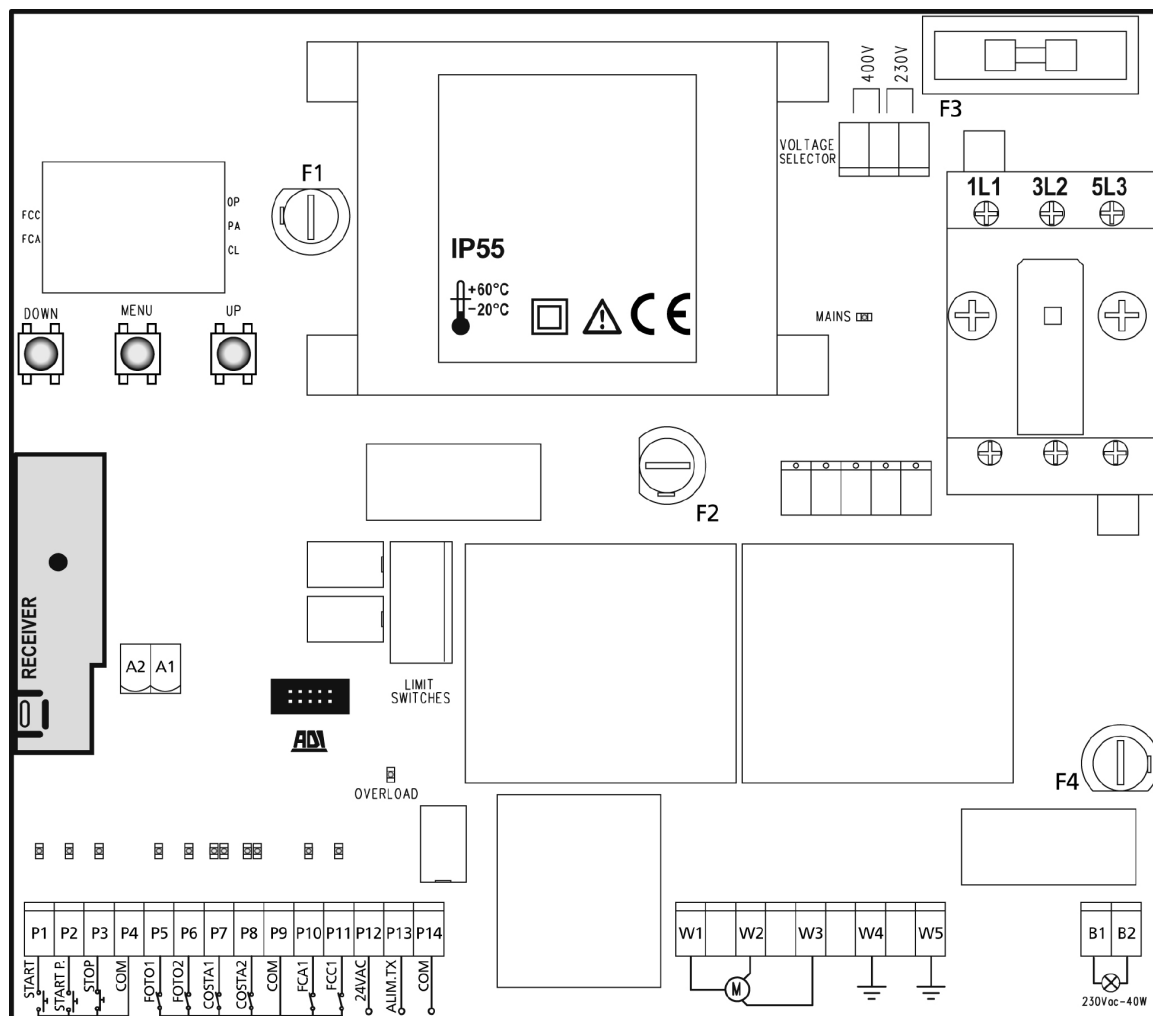 400V 230V
F3
VOLTAGE
SELECTOR
F1
1L1 3L2 5L3
OP
FCC
PA
FCA
CL
IP55
+60°C
-20°C
CE
DOWN MENU UP
MAINS
F2
RECEIVER
A2 A1
LIMIT
SWITCHES
ADI
F4
OVERLOAD
P1 P2 P3 P4 P5 P6 P7 P8 P9 P10 P11 P12 P13 P14
W1 W2 W3 W4 W5
B1 B2
START
START P.
STOP
COM
FOTO1
FOTO2
COSTA1
COSTA2
COM
FCA1
FCC1
24VAC
ALIM.TX
COM
M
230Vac-40W